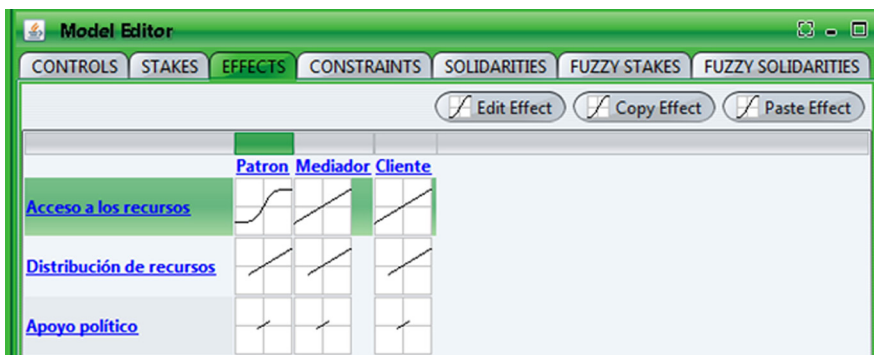 Model Editor
CONTROLS STAKES EFFECTS CONSTRAINTS SOLIDARITIES FUZZY STAKES FUZZY SOLIDARITIES
Edit Effect Copy Effect Paste Effect
Patron Mediador Cliente
Acceso a los recursos
Distribución de recursos
Apoyo político